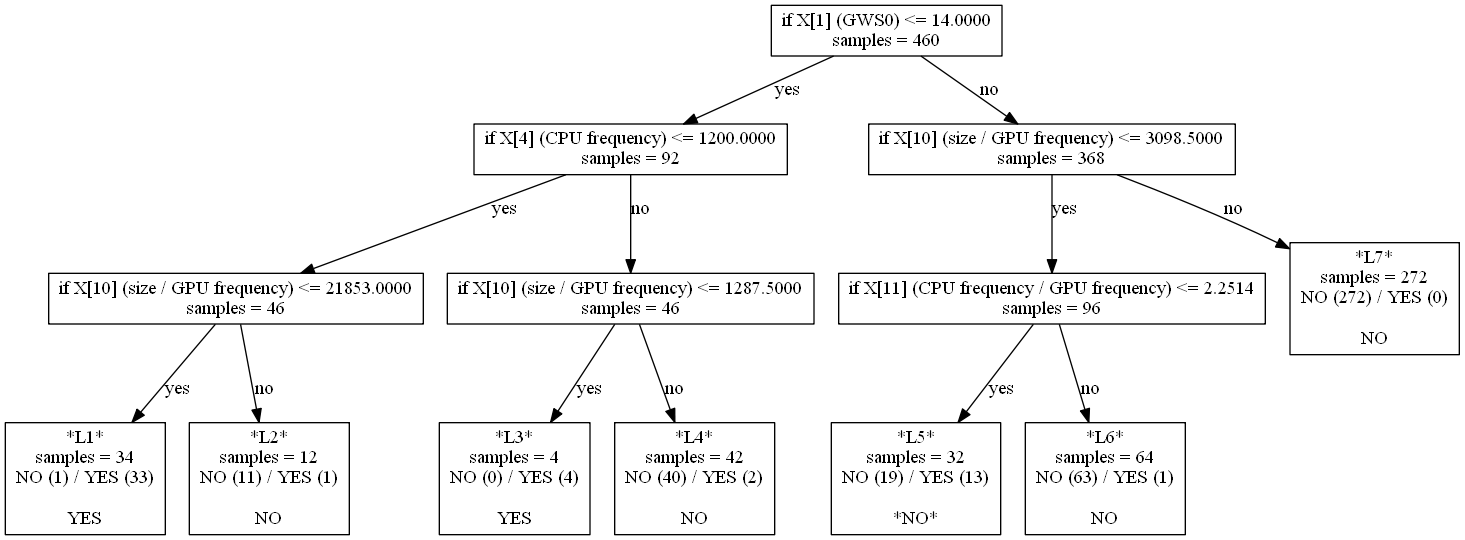 if X[1] (GWS0) <= 14.0000
samples = 460
yes
no
if X[4] (CPU frequency) <= 1200.0000
samples = 92
if X[10] (size / GPU frequency) <= 3098.5000
samples = 368
yes
no
yes
no
if X[10] (size / GPU frequency) <= 21853.0000
samples = 46
if X[10] (size / GPU frequency) <= 1287.5000
samples = 46
if X[11] (CPU frequency / GPU frequency) <= 2.2514
samples = 96
*L7*
samples = 272
NO (272) / YES (0)
NO
yes
no
yes
no
yes
no
*L1*
samples = 34
NO (1) / YES (33)
YES
*L2*
samples = 12
NO (11) / YES (1)
NO
*L3*
samples = 4
NO (0) / YES (4)
YES
*L4*
samples = 42
NO (40) / YES (2)
NO
*L5*
samples = 32
NO (19) / YES (13)
*NO*
*L6*
samples = 64
NO (63) / YES (1)
NO